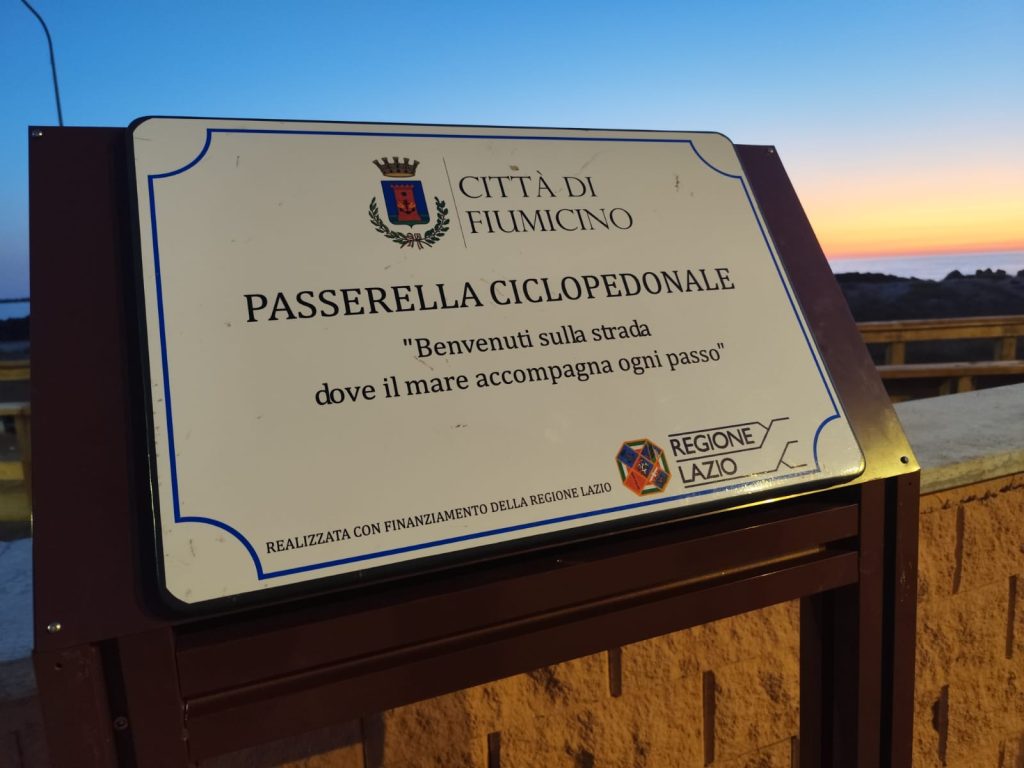 CITTÀ DI
FIUMICINO
PASSERELLA CICLOPEDONALE
"Benvenuti sulla strada
dove il mare accompagna ogni passo"
REGIONE
LAZIO
REALIZZATA CON FINANZIAMENTO DELLA REGIONE LAZIO